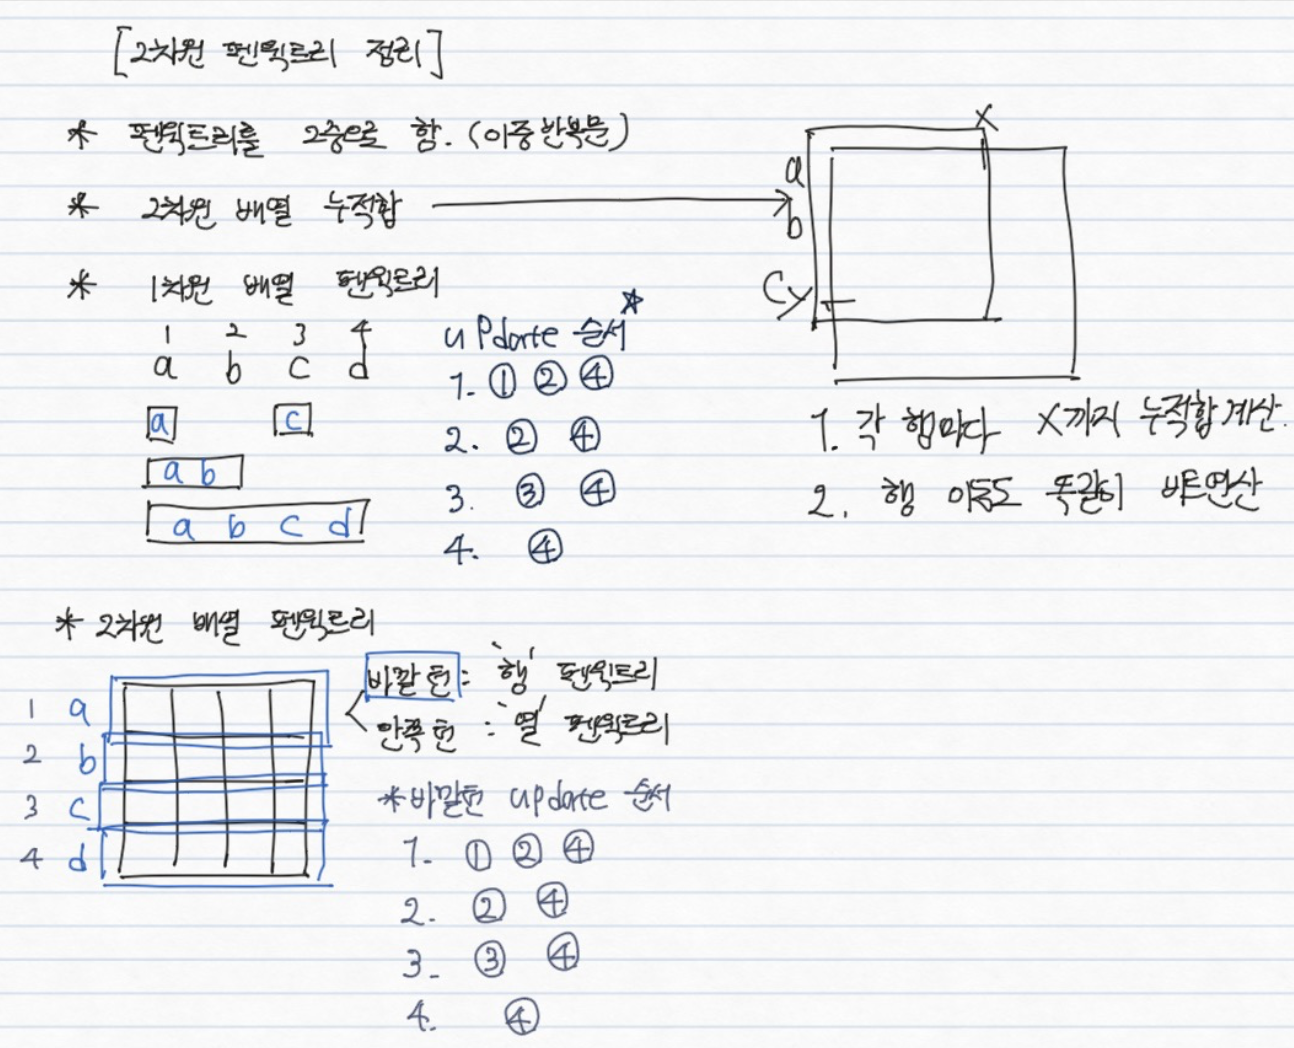 [2차원 펜윅트리 정리]
* 펜윅트리를 2중으로 함. (이중반복문)
* 2차원 배열 누적합
x
a
b
c
y
1. 각 행마다 x까지 누적합 계산.
2. 행 이동도 똑같이 비트연산
* 1차원 배열 펜윅트리
1 2 3 4
a b c d
a c
a b
a b c d
update 순서*
1. ① ② ④
2. ② ④
3. ③ ④
4. ④
* 2차원 배열 펜윅트리
1 a
2 b
3 c
4 d
바깥 턴: '행' 펜윅트리
안쪽 턴: '열' 펜윅트리
* 바깥턴 update 순서
1. ① ② ④
2. ② ④
3. ③ ④
4. ④